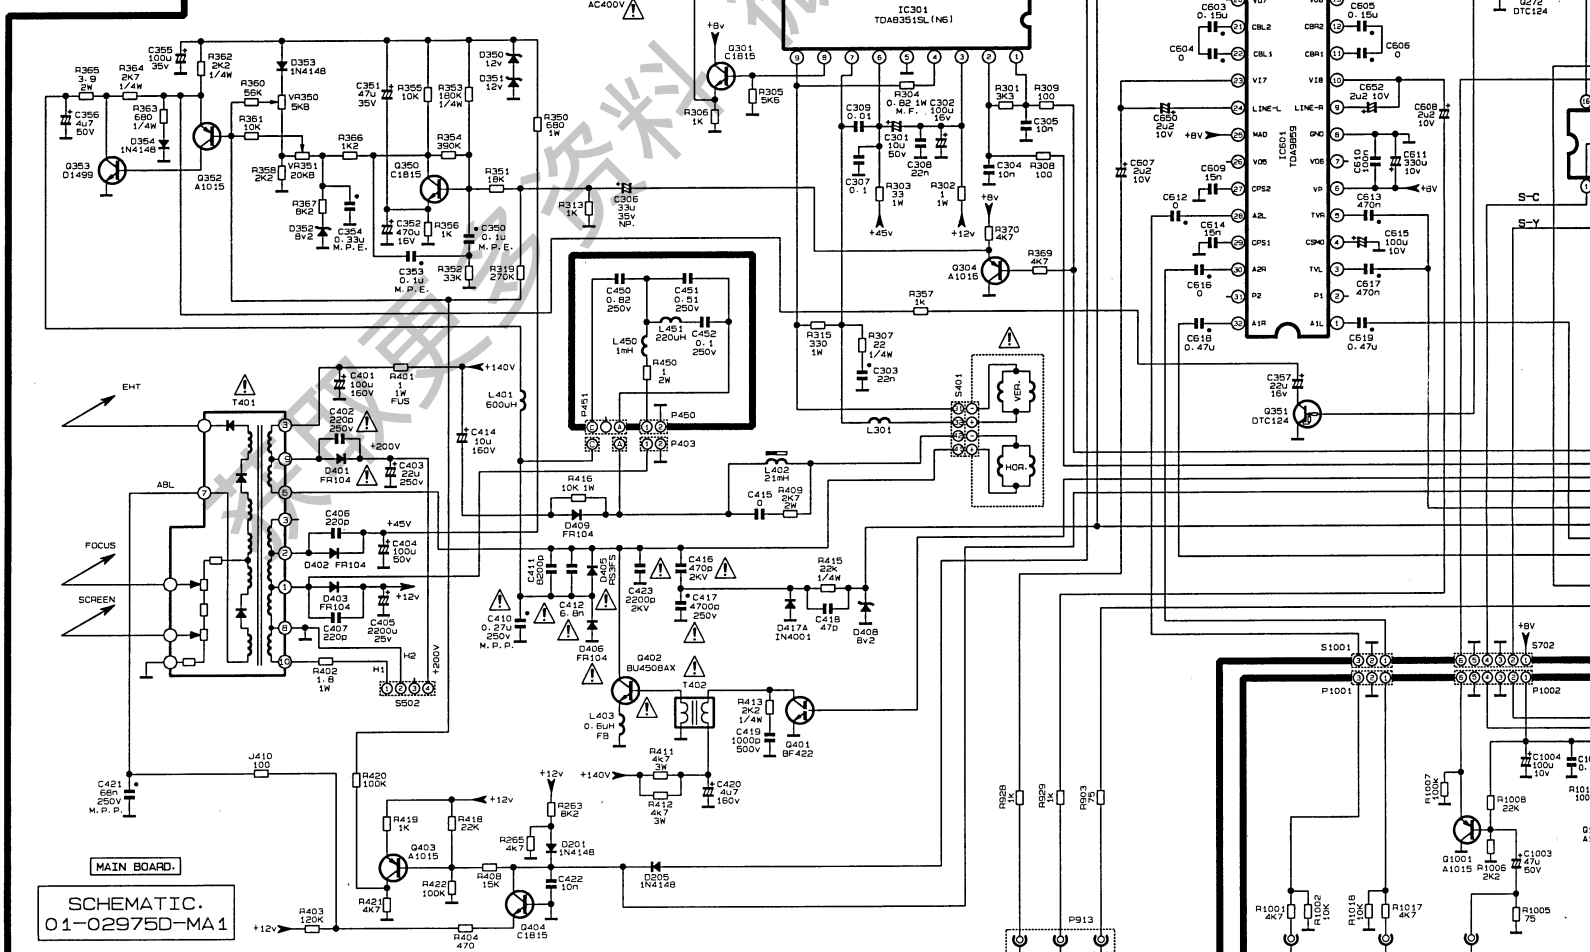 AC400V
IC301
TDA8351SL(N6)
+8v
Q301
C1815
R305
5K6
R306
1K
R304
0.82 1W
M.F.
C302
100u
16v
C309
0.01
C301
10u
50v
C308
22n
C307
0.1
R303
33
1W
R302
1
1W
+45v
+12v
R301
3K3
R309
100
C305
10n
C304
10n
R308
100
+8v
R370
4K7
Q304
A1015
R369
4K7
R357
1k
C355
100u
35v
R362
2K2
1/4W
R365
3.9
2W
R364
2K7
1/4W
R363
680
1/4W
C356
4u7
50V
D354
1N4148
Q353
D1499
Q352
A1015
R360
56K
R361
10K
D353
1N4148
VR350
5KB
VR351
20KB
R358
2K2
R366
1K2
R367
8K2
D352
8v2
C354
0.33u
M.P.E.
C351
47u
35V
R355
10K
R353
180K
1/4W
R354
390K
D350
12v
D351
12v
R350
680
1W
Q350
C1815
R351
18K
C352
470u
16V
R356
1K
C350
0.1u
M.P.E.
C353
0.1u
M.P.E.
R352
33K
R319
270K
R313
1K
C306
33u
35v
NP.
C450
0.82
250v
C451
0.51
250v
L451
220uH
C452
0.1
250v
L450
1mH
R450
1
2W
P451
P450
P403
R315
330
1W
R307
22
1/4W
C303
22n
L301
S401
VER.
HOR.
EHT
T401
ABL
FOCUS
SCREEN
C401
100u
160V
R401
1
1W
FUS
+140V
C402
220p
250v
+200V
D401
FR104
C403
22u
250v
C406
220p
+45V
C404
100u
50v
D402 FR104
D403
FR104
+12v
C405
2200u
25v
C407
220p
R402
1.8
1W
H1
H2
+200V
S502
L401
600uH
C414
10u
160V
R416
10K 1W
D409
FR104
L402
21mH
C415
0
R409
2K7
2W
C411
8200p
C412
6.8n
D405
RS3FS
D406
FR104
C410
0.27u
250v
M.P.P.
C423
2200p
2KV
C416
470p
2KV
C417
4700p
250v
R415
22k
1/4W
D417A
IN4001
C418
47p
D408
8v2
Q402
BU4508AX
T402
L403
0.6uH
FB
R413
2K2
1/4W
C419
1000p
500v
Q401
BF422
+140V
R411
4k7
3W
R412
4k7
3W
C420
4u7
160v
J410
100
C421
68n
250V
M.P.P.
R420
100K
R419
1K
R418
22K
+12v
Q403
A1015
R422
100K
R421
4K7
R408
15K
+12v
R263
8K2
R265
4k7
D201
1N4148
C422
10n
D205
1N4148
Q404
C1815
R403
120K
+12v
R404
470
MAIN BOARD.
SCHEMATIC.
01-02975D-MA1
C603
0.15u
C604
0
C605
0.15u
C606
0
Q272
DTC124
CBL2
CBL1
VI7
LINE-L
MAD
VO5
CPS2
A2L
CPS1
A2R
P2
A1R
IC601
TDA9859
CBR2
CBR1
VI8
LINE-R
GND
VO6
VP
TVR
CSMO
TVL
P1
A1L
C650
2u2
10V
+8V
C607
2u2
10V
C609
15n
C612
0
C614
15n
C616
0
C618
0.47u
C652
2u2 10V
C608
2u2
10V
C610
100n
C611
330u
10V
+8V
C613
470n
C615
100u
10V
C617
470n
C619
0.47u
S-C
S-Y
C357
22u
16V
Q351
DTC124
S1001
P1001
+8V
S702
P1002
R928
1k
R929
1k
R903
75
P913
R1007
100k
C1004
100u
10v
R1008
22K
Q1001
A1015
R1006
2K2
C1003
47u
50V
R1001
4K7
R1002
10K
R1018
10K
R1017
4K7
R1005
75
获取更多资料